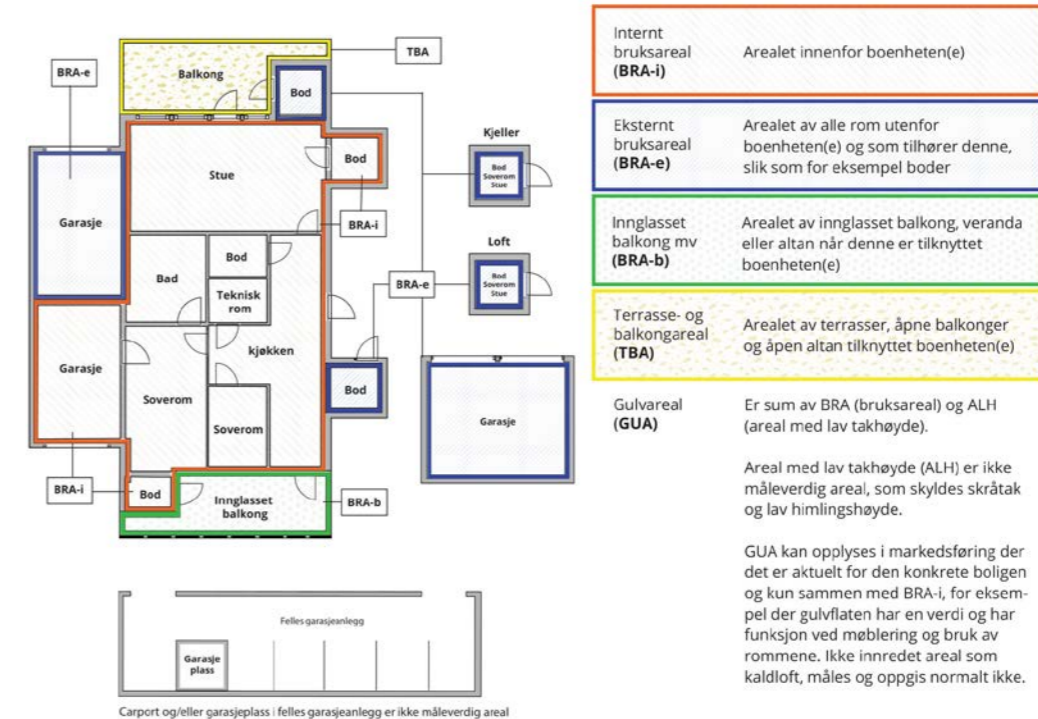 TBA
BRA-e
Balkong
Bod
Kjeller
Bod
Soverom
Stue
Stue
Bod
BRA-i
Garasje
Loft
Bod
Soverom
Stue
Bad
Bod
BRA-e
Teknisk
rom
kjøkken
Garasje
Soverom
Bod
Soverom
Garasje
BRA-i
Bod
Innglasset
balkong
BRA-b
Felles garasjeanlegg
Garasje
plass
Carport og/eller garasjeplass i felles garasjeanlegg er ikke måleverdig areal
Internt
bruksareal
(BRA-i)
Arealet innenfor boenheten(e)
Eksternt
bruksareal
(BRA-e)
Arealet av alle rom utenfor
boenheten(e) og som tilhører denne,
slik som for eksempel boder
Innglasset
balkong mv
(BRA-b)
Arealet av innglasset balkong, veranda
eller altan når denne er tilknyttet
boenheten(e)
Terrasse- og
balkongareal
(TBA)
Arealet av terrasser, åpne balkonger
og åpen altan tilknyttet boenheten(e)
Gulvareal
(GUA)
Er sum av BRA (bruksareal) og ALH
(areal med lav takhøyde).
Areal med lav takhøyde (ALH) er ikke
måleverdig areal, som skyldes skråtak
og lav himlingshøyde.
GUA kan opplyses i markedsføring der
det er aktuelt for den konkrete boligen
og kun sammen med BRA-i, for eksem-
pel der gulvflaten har en verdi og har
funksjon ved møblering og bruk av
rommene. Ikke innredet areal som
kaldloft, måles og oppgis normalt ikke.